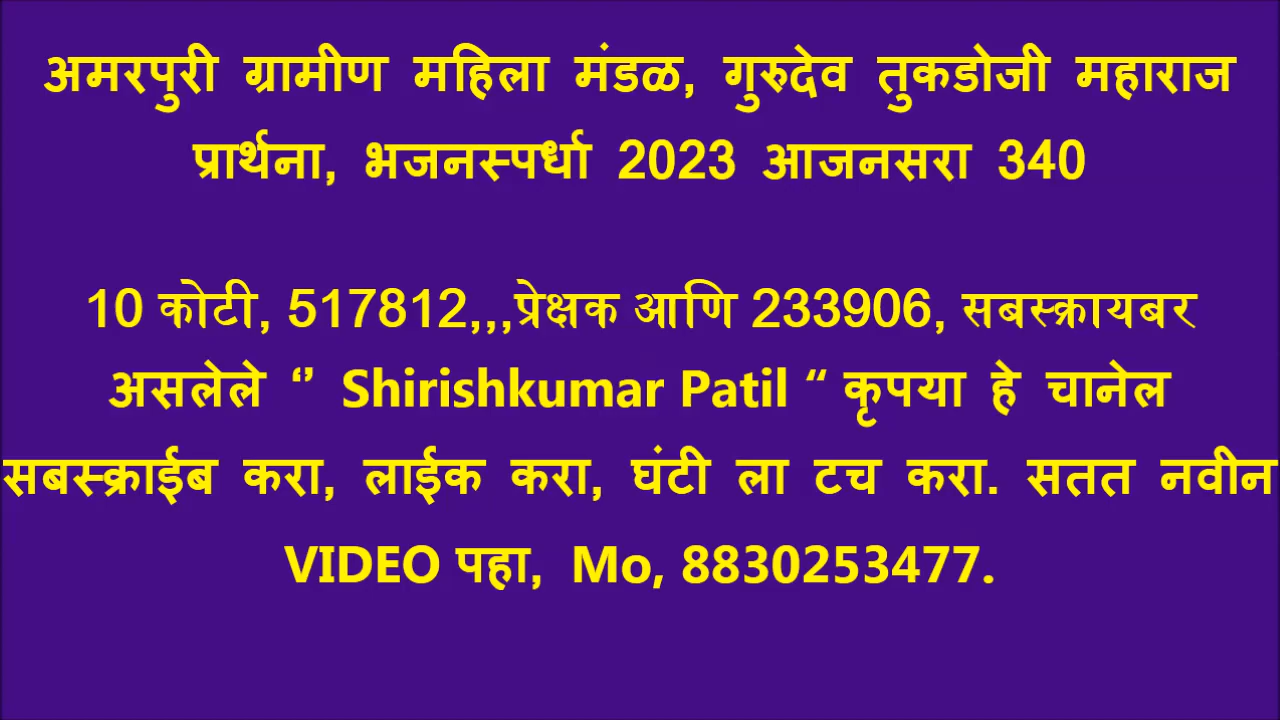 अमरपुरी ग्रामीण महिला मंडळ, गुरुदेव तुकडोजी महाराज
प्रार्थना, भजनस्पर्धा 2023 आजनसरा 340
10 कोटी, 517812,,,प्रेक्षक आणि 233906, सबस्क्रायबर
असलेले ‘’ Shirishkumar Patil “ कृपया हे चानेल
सबस्क्राईब करा, लाईक करा, घंटी ला टच करा. सतत नवीन
VIDEO पहा, Mo, 8830253477.